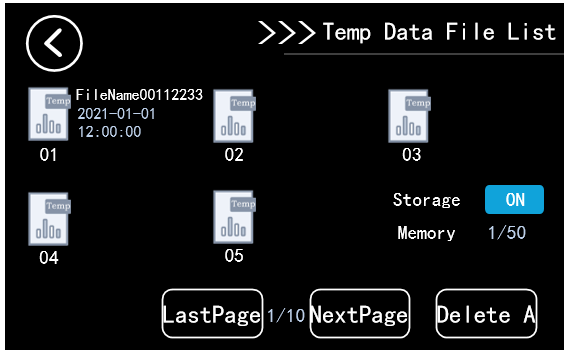 >>> Temp Data File List
Temp
FileName00112233
2021-01-01
12:00:00
01
Temp
02
Temp
03
Temp
04
Temp
05
Storage ON
Memory 1/50
LastPage 1/10 NextPage Delete A